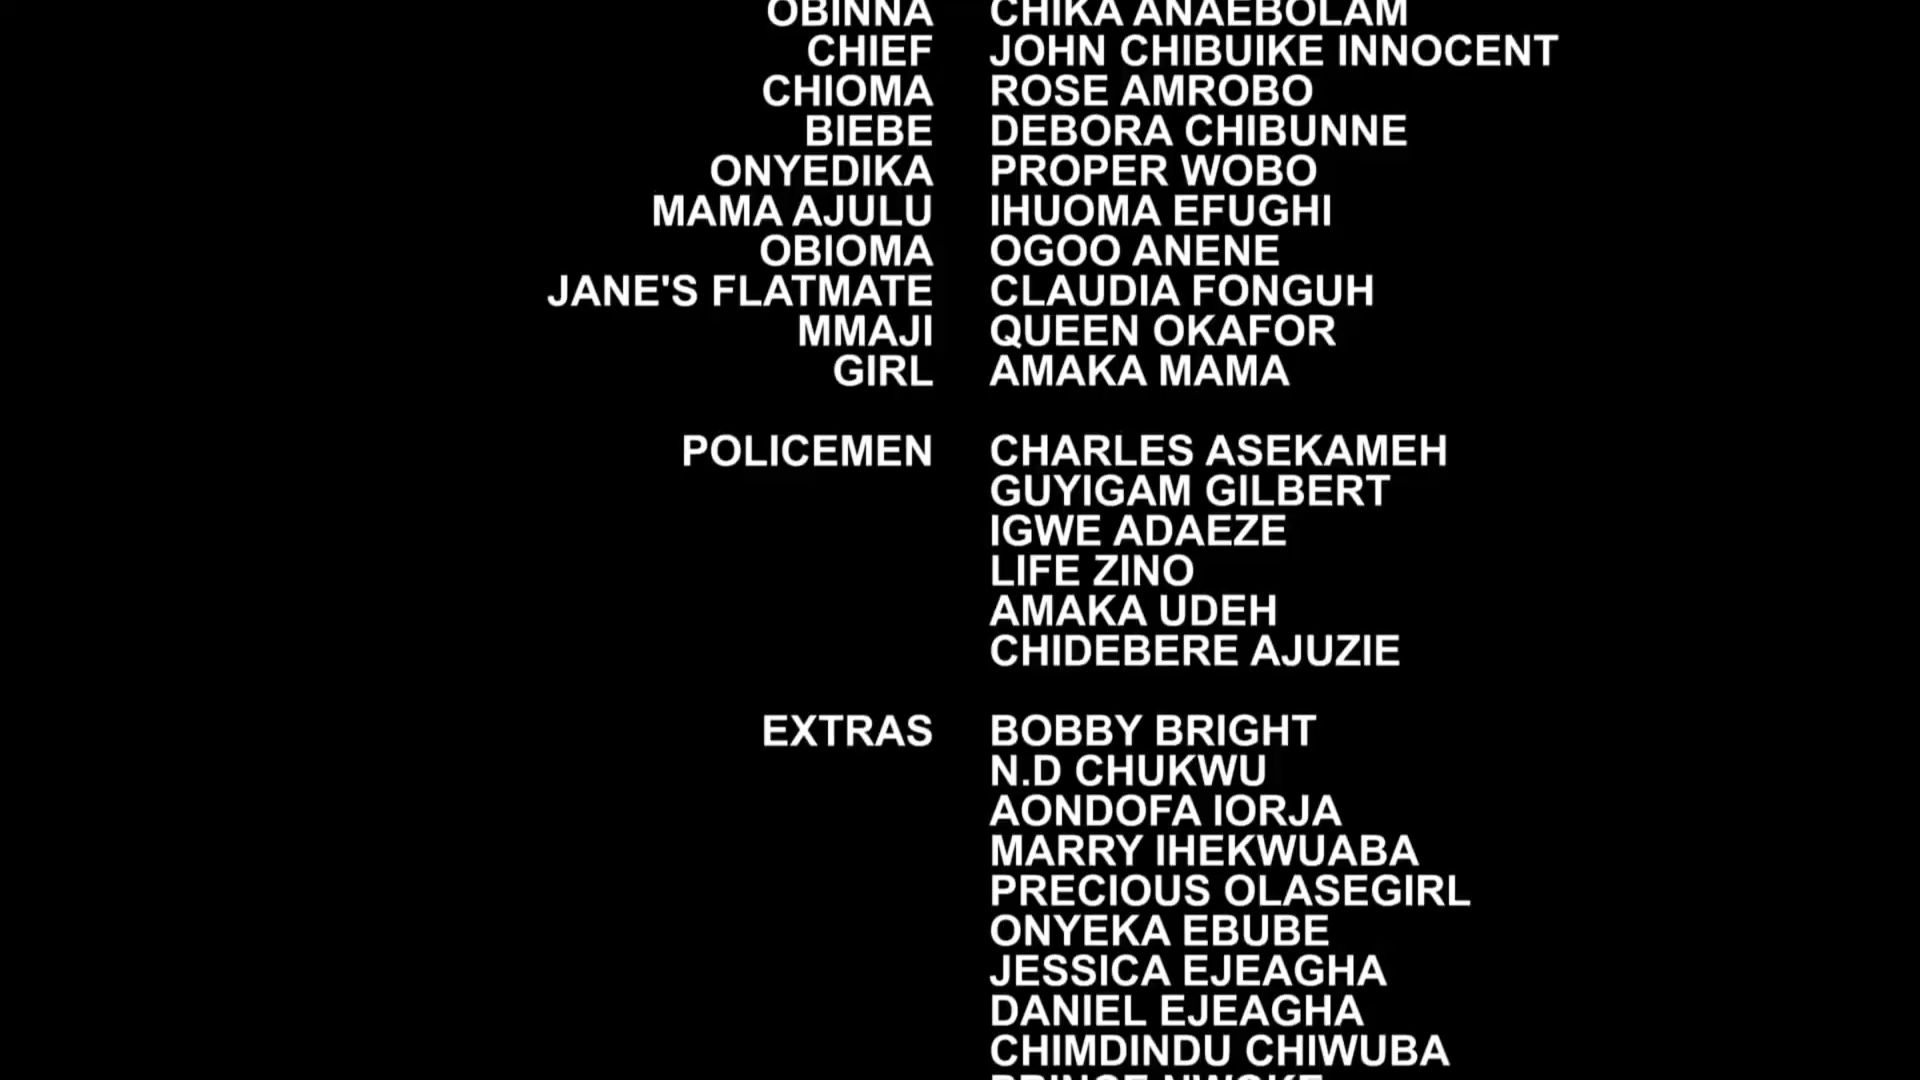 OBINNA CHIKA ANAEBOLAM
CHIEF JOHN CHIBUIKE INNOCENT
CHIOMA ROSE AMROBO
BIEBE DEBORA CHIBUNNE
ONYEDIKA PROPER WOBO
MAMA AJULU IHUOMA EFUGHI
OBIOMA OGOO ANENE
JANE'S FLATMATE CLAUDIA FONGUH
MMAJI QUEEN OKAFOR
GIRL AMAKA MAMA
POLICEMEN CHARLES ASEKAMEH
GUYIGAM GILBERT
IGWE ADAEZE
LIFE ZINO
AMAKA UDEH
CHIDEBERE AJUZIE
EXTRAS BOBBY BRIGHT
N.D CHUKWU
AONDOFA IORJA
MARRY IHEKWUABA
PRECIOUS OLASEGIRL
ONYEKA EBUBE
JESSICA EJEAGHA
DANIEL EJEAGHA
CHIMDINDU CHIWUBA